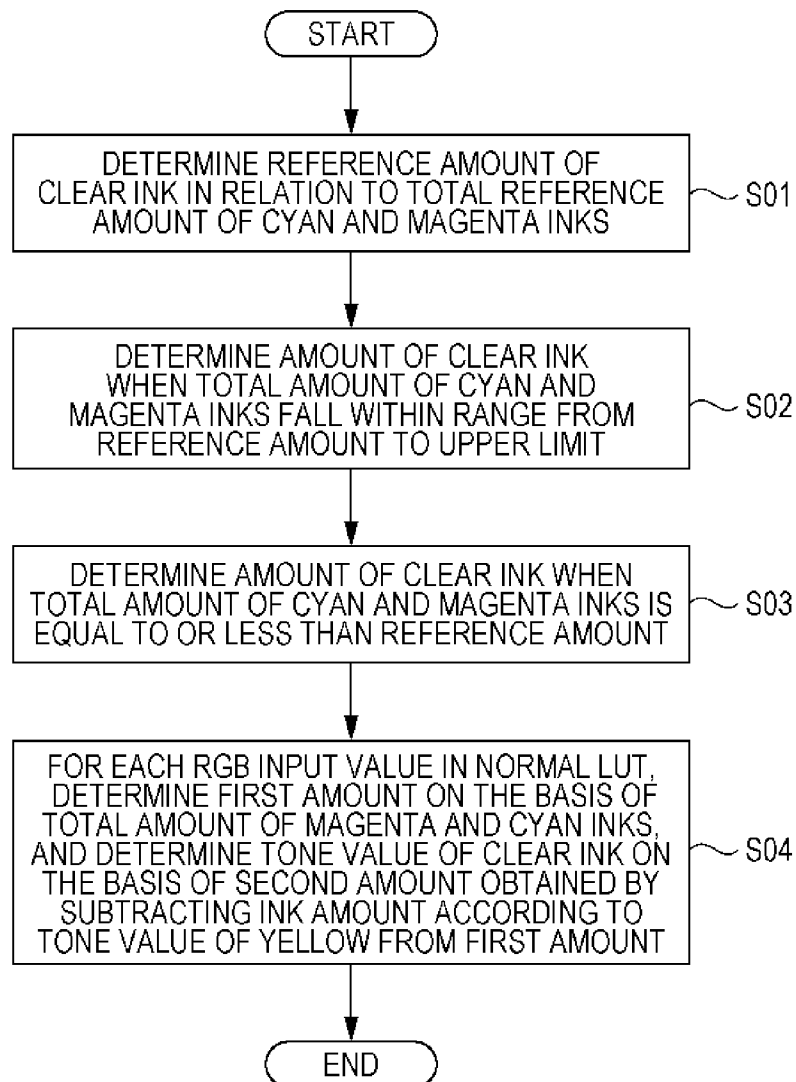 START
DETERMINE REFERENCE AMOUNT OF
CLEAR INK IN RELATION TO TOTAL REFERENCE
AMOUNT OF CYAN AND MAGENTA INKS
S01
DETERMINE AMOUNT OF CLEAR INK
WHEN TOTAL AMOUNT OF CYAN AND
MAGENTA INKS FALL WITHIN RANGE FROM
REFERENCE AMOUNT TO UPPER LIMIT
S02
DETERMINE AMOUNT OF CLEAR INK WHEN
TOTAL AMOUNT OF CYAN AND MAGENTA INKS IS
EQUAL TO OR LESS THAN REFERENCE AMOUNT
S03
FOR EACH RGB INPUT VALUE IN NORMAL LUT,
DETERMINE FIRST AMOUNT ON THE BASIS OF
TOTAL AMOUNT OF MAGENTA AND CYAN INKS,
AND DETERMINE TONE VALUE OF CLEAR INK ON
THE BASIS OF SECOND AMOUNT OBTAINED BY
SUBTRACTING INK AMOUNT ACCORDING TO
TONE VALUE OF YELLOW FROM FIRST AMOUNT
S04
END